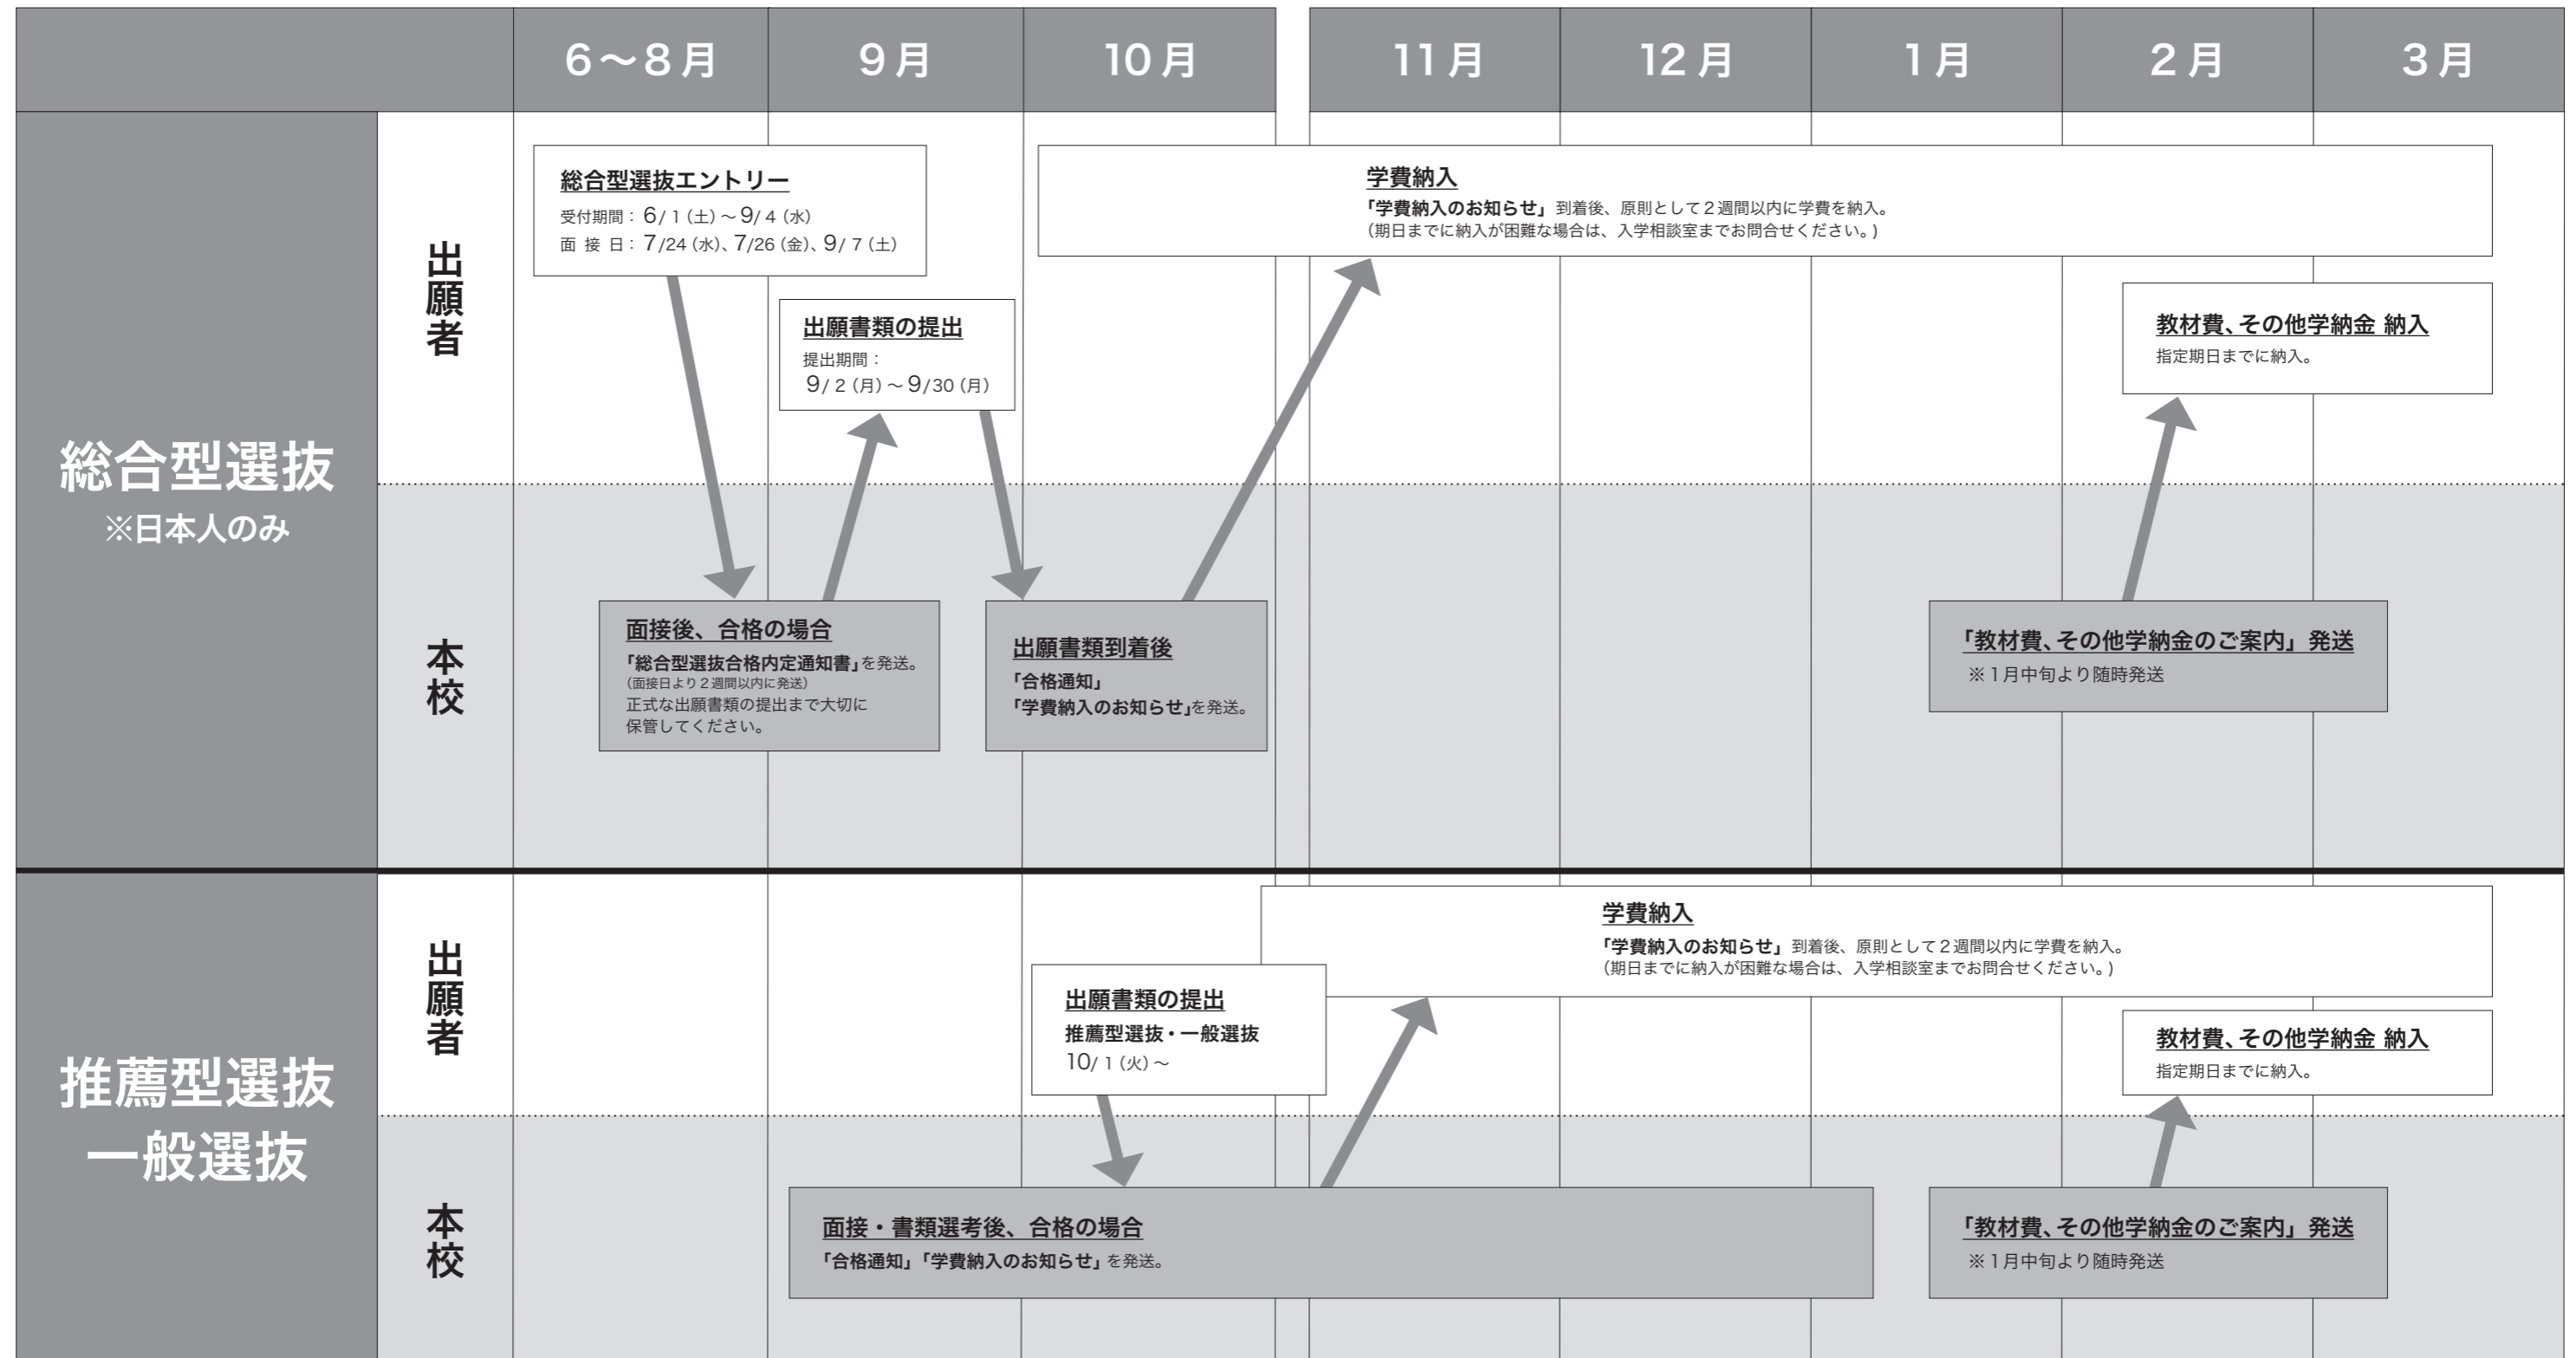 6～8月 9月 10月 11月 12月 1月 2月 3月
総合型選抜
※日本人のみ
出願者
総合型選抜エントリー
受付期間：6/1（土）～9/4（水）
面接日：7/24（水）、7/26（金）、9/7（土）
出願書類の提出
提出期間：
9/2（月）～9/30（月）
学費納入
「学費納入のお知らせ」到着後、原則として2週間以内に学費を納入。
（期日までに納入が困難な場合は、入学相談室までお問合せください。）
教材費、その他学納金 納入
指定期日までに納入。
本校
面接後、合格の場合
「総合型選抜合格内定通知書」を発送。
（面接日より2週間以内に発送）
正式な出願書類の提出まで大切に
保管してください。
出願書類到着後
「合格通知」
「学費納入のお知らせ」を発送。
「教材費、その他学納金のご案内」発送
※1月中旬より随時発送
推薦型選抜
一般選抜
出願者
出願書類の提出
推薦型選抜・一般選抜
10/1（火）～
学費納入
「学費納入のお知らせ」到着後、原則として2週間以内に学費を納入。
（期日までに納入が困難な場合は、入学相談室までお問合せください。）
教材費、その他学納金 納入
指定期日までに納入。
本校
面接・書類選考後、合格の場合
「合格通知」「学費納入のお知らせ」を発送。
「教材費、その他学納金のご案内」発送
※1月中旬より随時発送